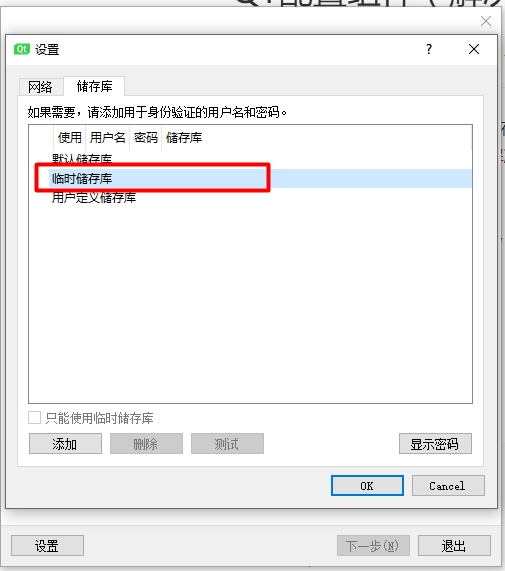 Qt 设置
网络 储存库
如果需要，请添加用于身份验证的用户名和密码。
使用 用户名 密码 储存库
默认储存库
临时储存库
用户定义储存库
只能使用临时储存库
添加 删除 测试 显示密码
OK Cancel
设置 下一步(N) 退出